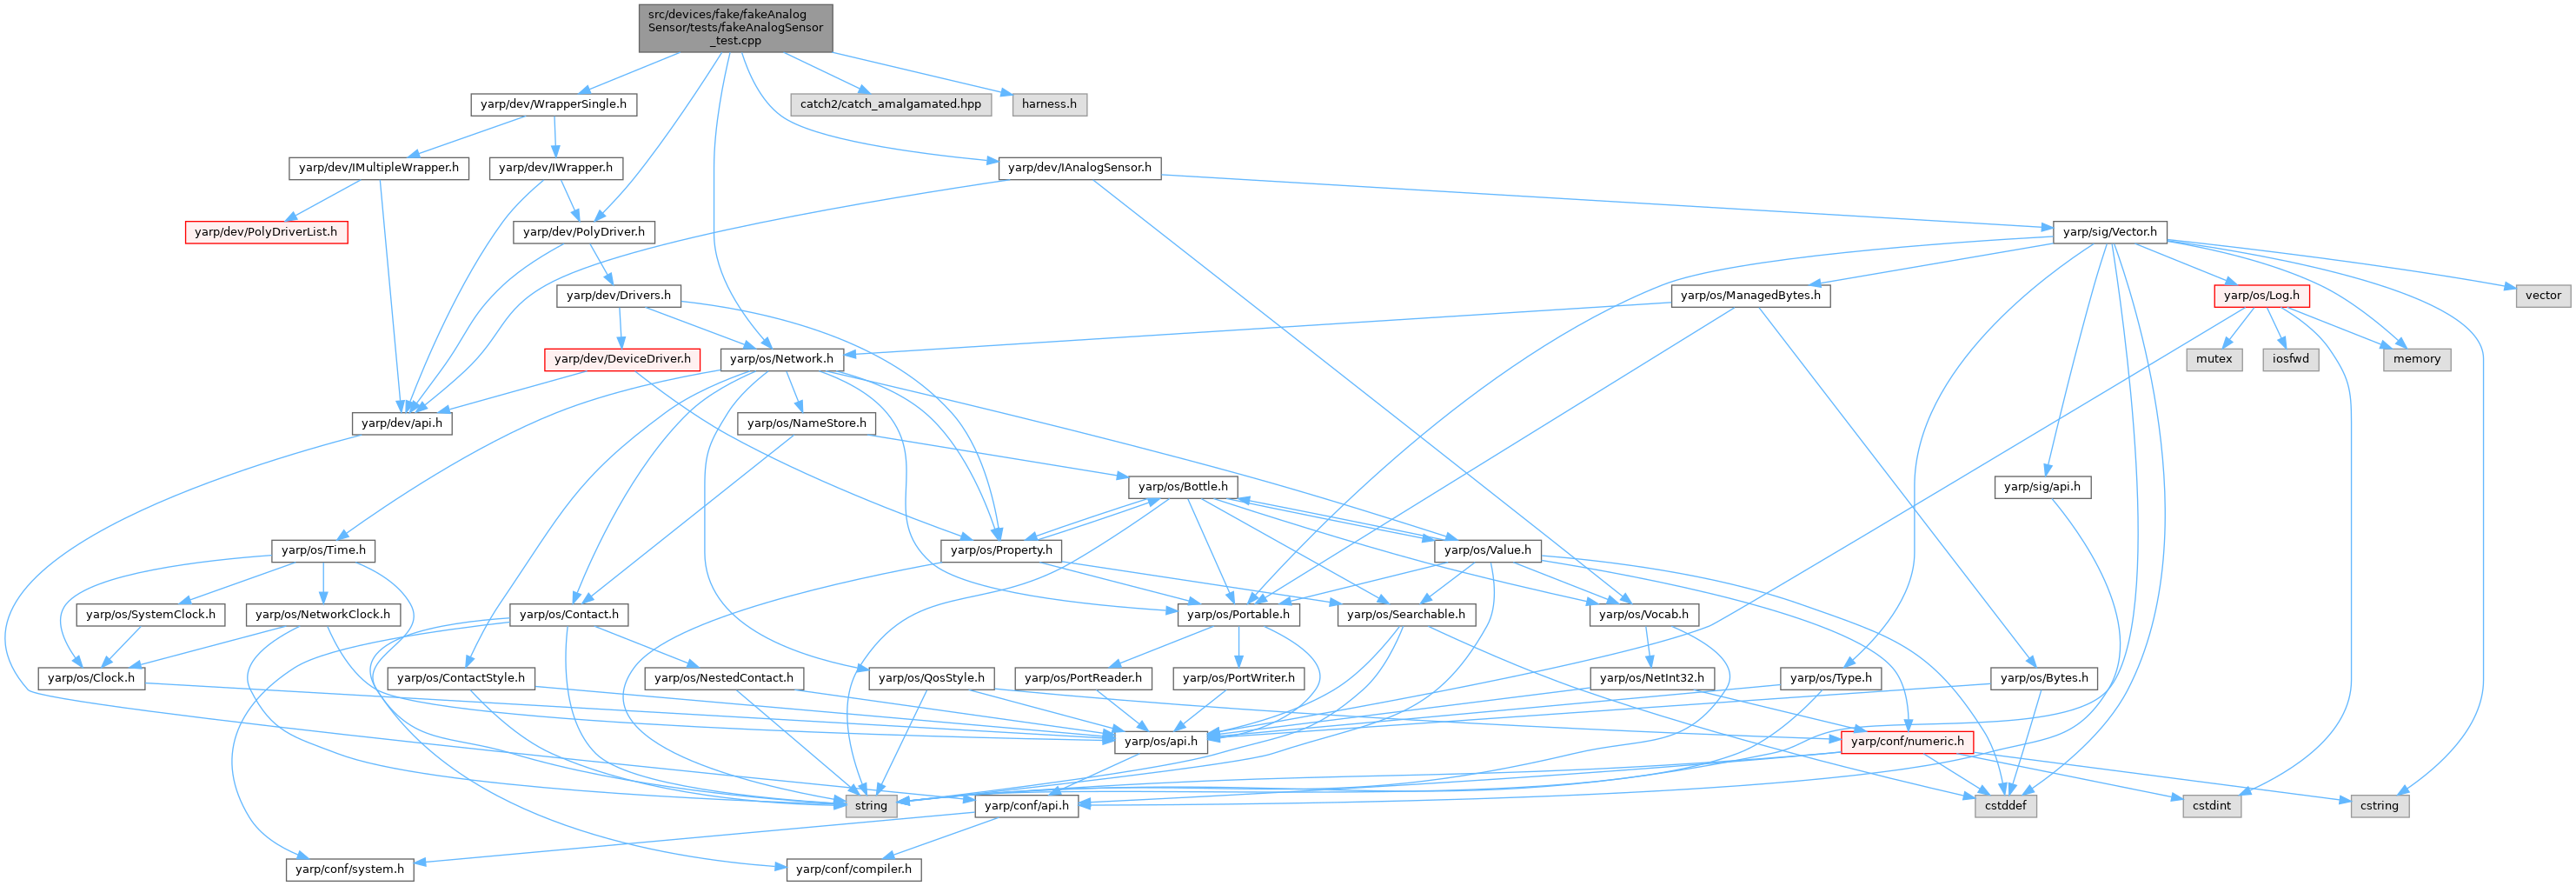 src/devices/fake/fakeAnalog
Sensor/tests/fakeAnalogSensor
_test.cpp
yarp/dev/WrapperSingle.h
catch2/catch_amalgamated.hpp
harness.h
yarp/dev/IMultipleWrapper.h
yarp/dev/IWrapper.h
yarp/dev/IAnalogSensor.h
yarp/dev/PolyDriverList.h
yarp/dev/PolyDriver.h
yarp/sig/Vector.h
yarp/dev/Drivers.h
yarp/os/ManagedBytes.h
yarp/os/Log.h
vector
yarp/dev/DeviceDriver.h
yarp/os/Network.h
mutex
iosfwd
memory
yarp/dev/api.h
yarp/os/NameStore.h
yarp/os/Bottle.h
yarp/sig/api.h
yarp/os/Time.h
yarp/os/Property.h
yarp/os/Value.h
yarp/os/SystemClock.h
yarp/os/NetworkClock.h
yarp/os/Contact.h
yarp/os/Portable.h
yarp/os/Searchable.h
yarp/os/Vocab.h
yarp/os/Clock.h
yarp/os/ContactStyle.h
yarp/os/NestedContact.h
yarp/os/QosStyle.h
yarp/os/PortReader.h
yarp/os/PortWriter.h
yarp/os/NetInt32.h
yarp/os/Type.h
yarp/os/Bytes.h
yarp/os/api.h
yarp/conf/numeric.h
string
yarp/conf/api.h
cstddef
cstdint
cstring
yarp/conf/system.h
yarp/conf/compiler.h